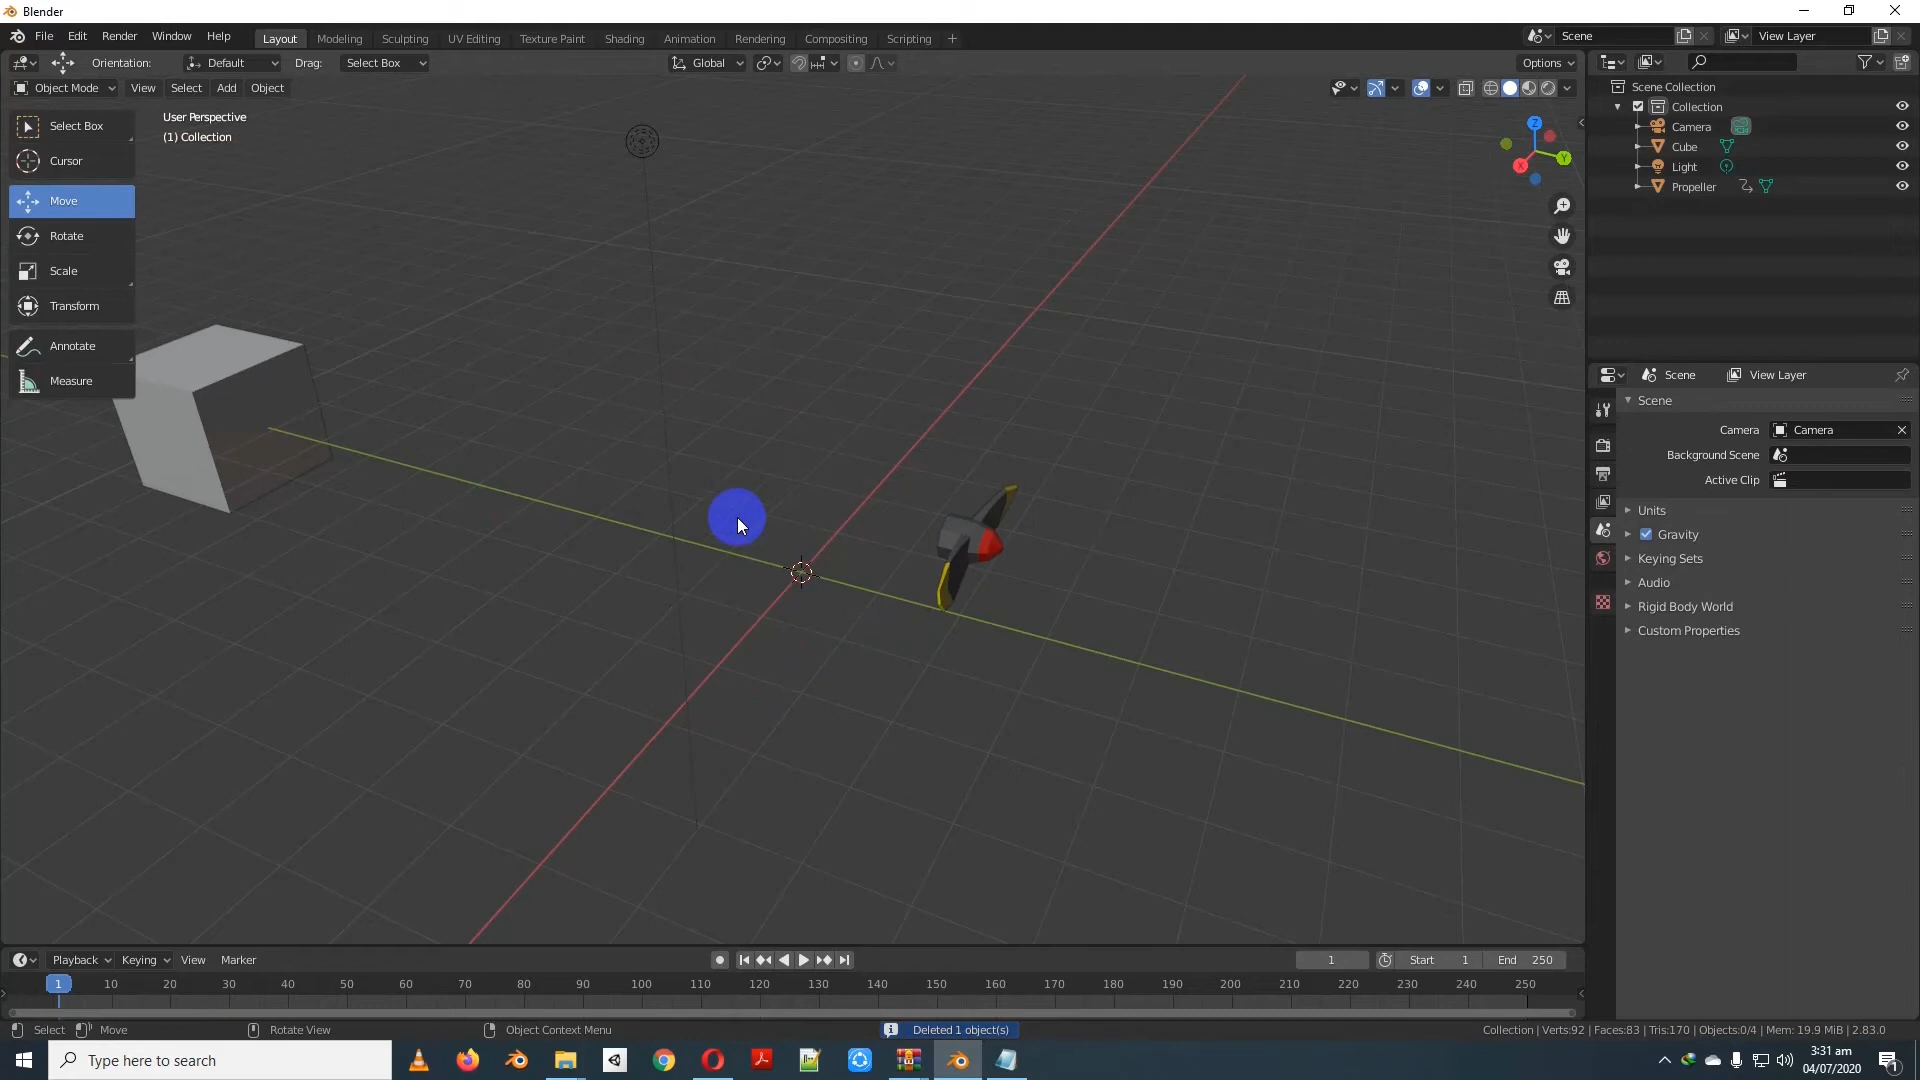 Blender
File Edit Render Window Help Layout Modeling Sculpting UV Editing Texture Paint Shading Animation Rendering Compositing Scripting + Scene View Layer
Orientation: Default Drag: Select Box Global Options
Object Mode View Select Add Object
User Perspective
(1) Collection
Select Box
Cursor
Move
Rotate
Scale
Transform
Annotate
Measure
Z
Y
X
Scene Collection
Collection
Camera
Cube
Light
Propeller
Scene View Layer
Scene
Camera Camera
Background Scene
Active Clip
Units
Gravity
Keying Sets
Audio
Rigid Body World
Custom Properties
Playback Keying View Marker 1 Start 1 End 250
1 10 20 30 40 50 60 70 80 90 100 110 120 130 140 150 160 170 180 190 200 210 220 230 240 250
Select Move Rotate View Object Context Menu Deleted 1 object(s) Collection | Verts:92 | Faces:83 | Tris:170 | Objects:0/4 | Mem: 19.9 MiB | 2.83.0
Type here to search
3:31 am
04/07/2020
1